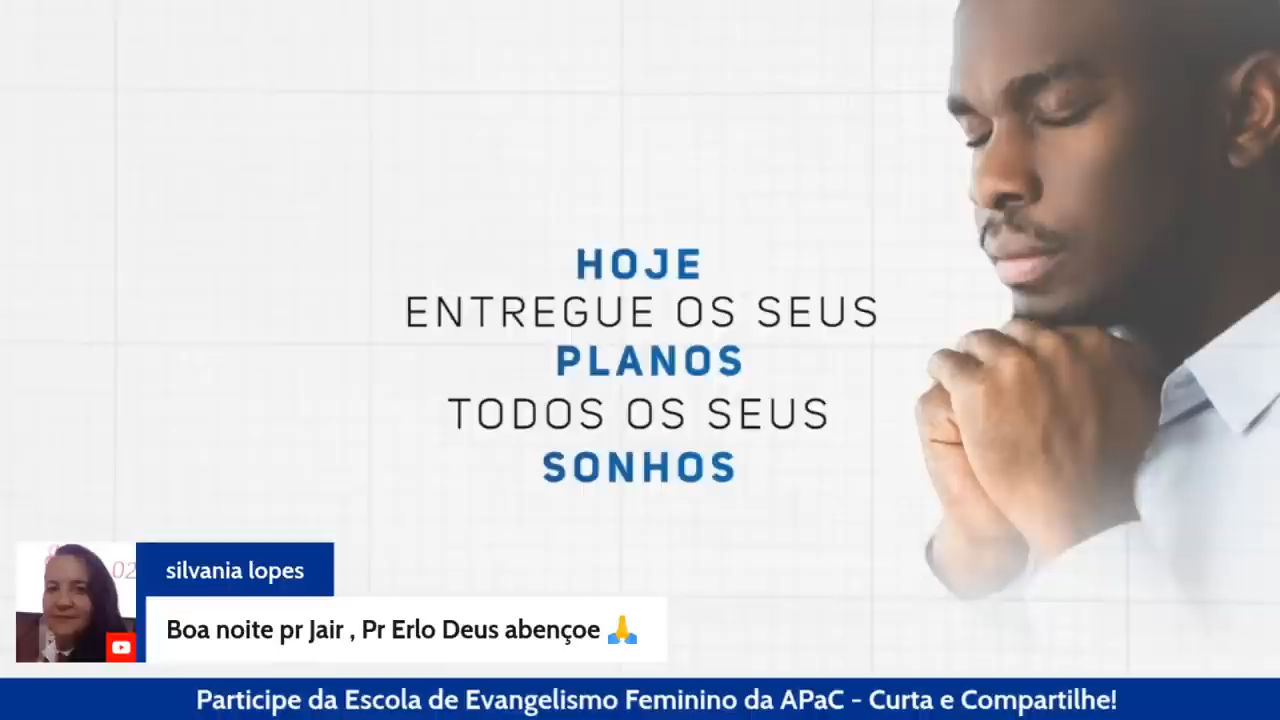 HOJE
ENTREGUE OS SEUS
PLANOS
TODOS OS SEUS
SONHOS
02
silvania lopes
Boa noite pr Jair , Pr Erlo Deus abençoe 🙏
Participe da Escola de Evangelismo Feminino da APaC - Curta e Compartilhe!